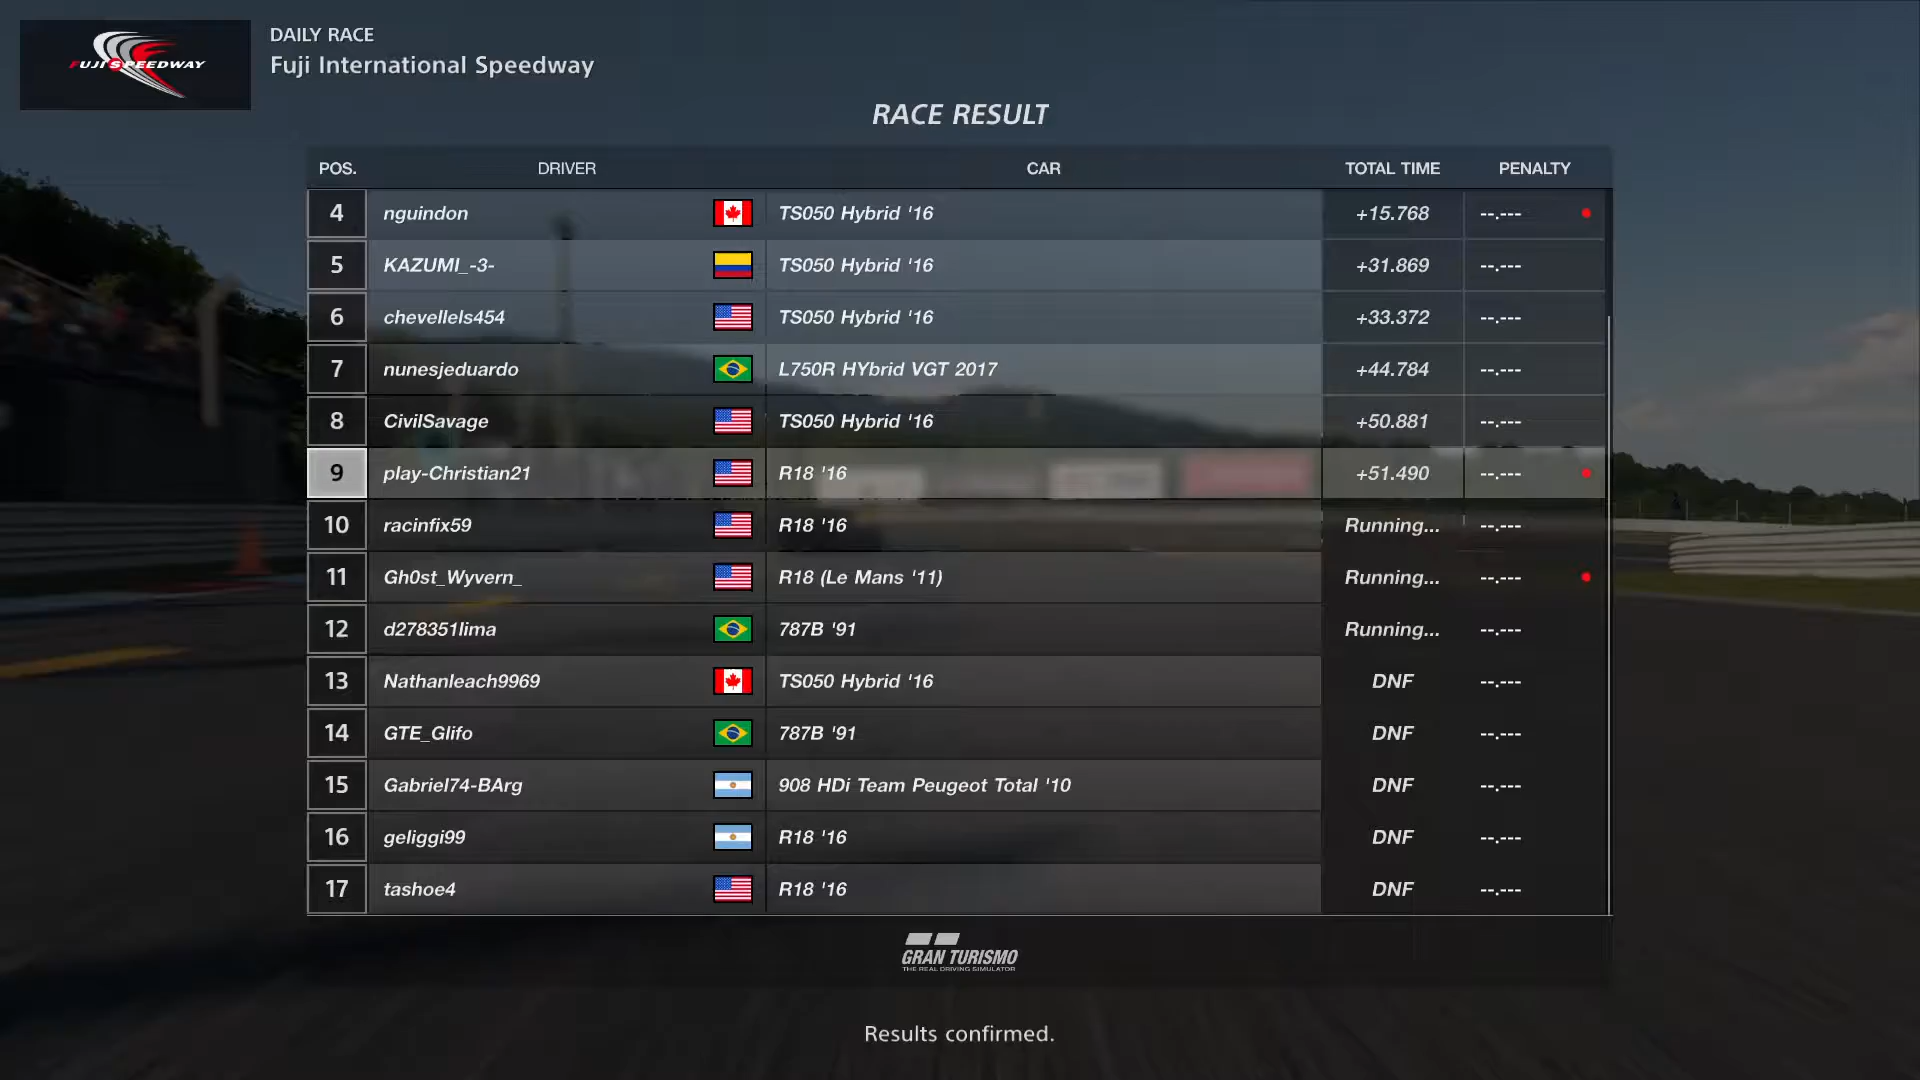 FUJI SPEEDWAY
DAILY RACE
Fuji International Speedway
RACE RESULT
POS. DRIVER CAR TOTAL TIME PENALTY
4 nguindon TS050 Hybrid '16 +15.768 --.---
5 KAZUMI_-3- TS050 Hybrid '16 +31.869 --.---
6 chevellels454 TS050 Hybrid '16 +33.372 --.---
7 nunesjeduardo L750R HYbrid VGT 2017 +44.784 --.---
8 CivilSavage TS050 Hybrid '16 +50.881 --.---
9 play-Christian21 R18 '16 +51.490 --.---
10 racinfix59 R18 '16 Running... --.---
11 Gh0st_Wyvern_ R18 (Le Mans '11) Running... --.---
12 d278351lima 787B '91 Running... --.---
13 Nathanleach9969 TS050 Hybrid '16 DNF --.---
14 GTE_Glifo 787B '91 DNF --.---
15 Gabriel74-BArg 908 HDi Team Peugeot Total '10 DNF --.---
16 geliggi99 R18 '16 DNF --.---
17 tashoe4 R18 '16 DNF --.---
GRAN TURISMO
THE REAL DRIVING SIMULATOR
Results confirmed.